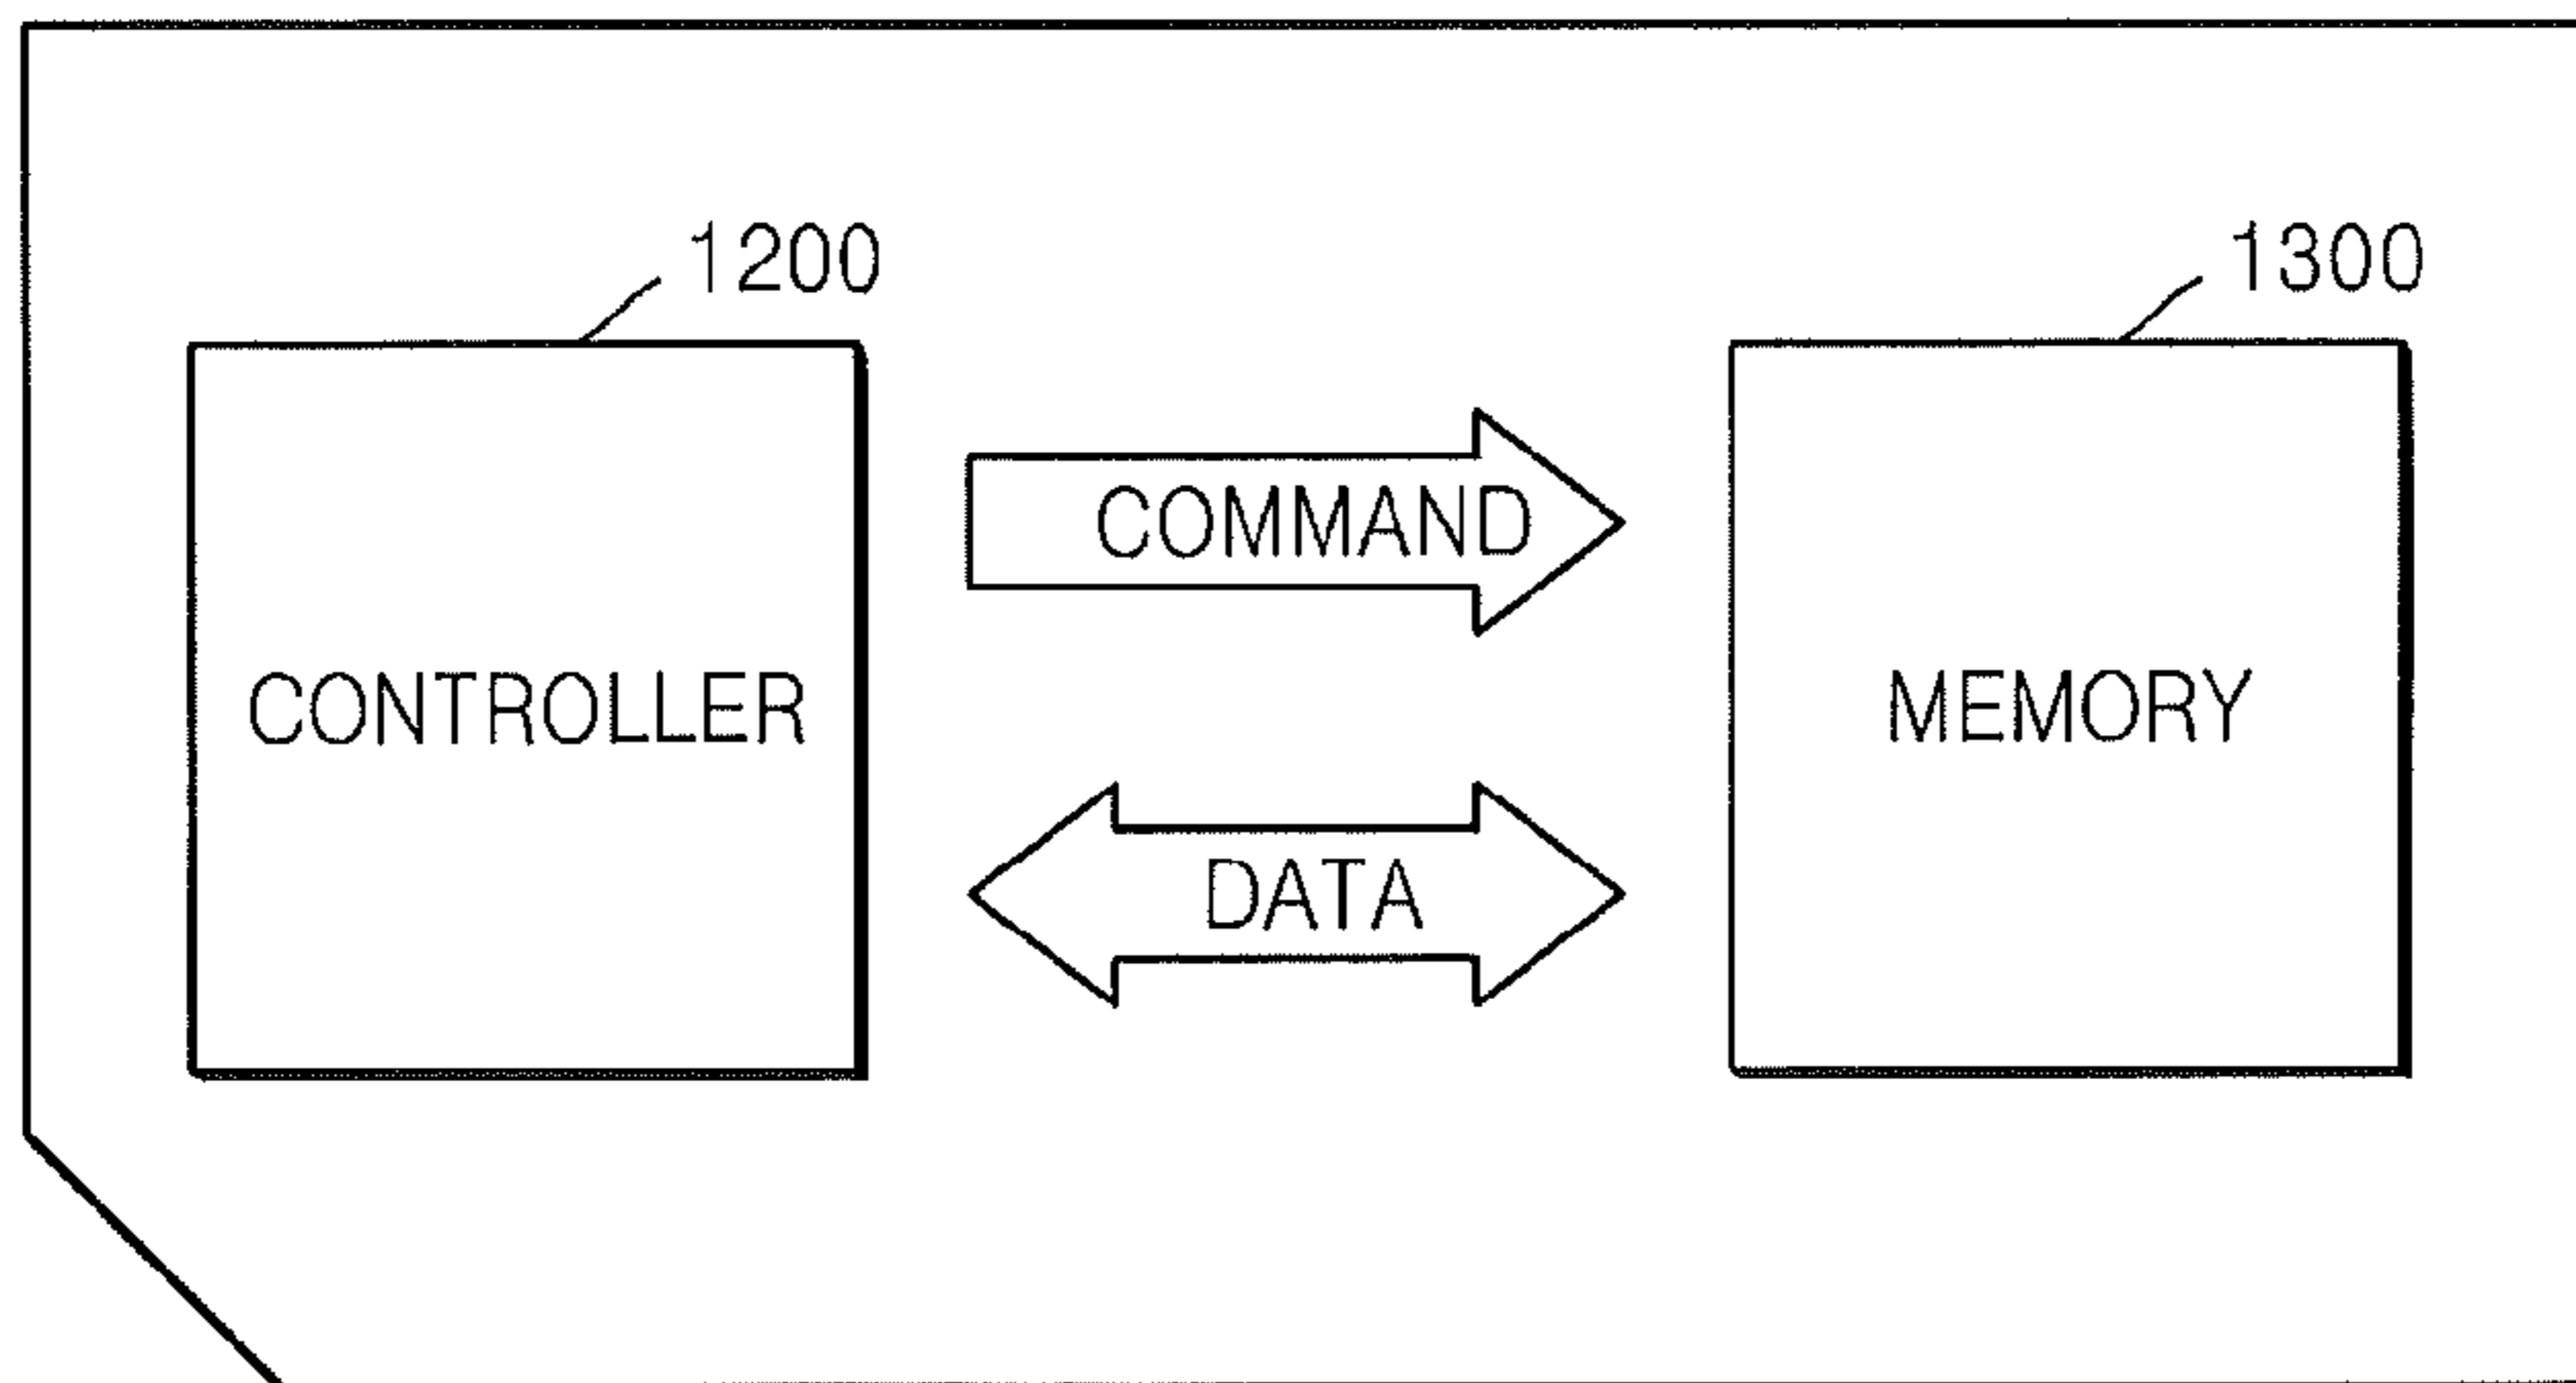 1200
1300
COMMAND
CONTROLLER
MEMORY
DATA